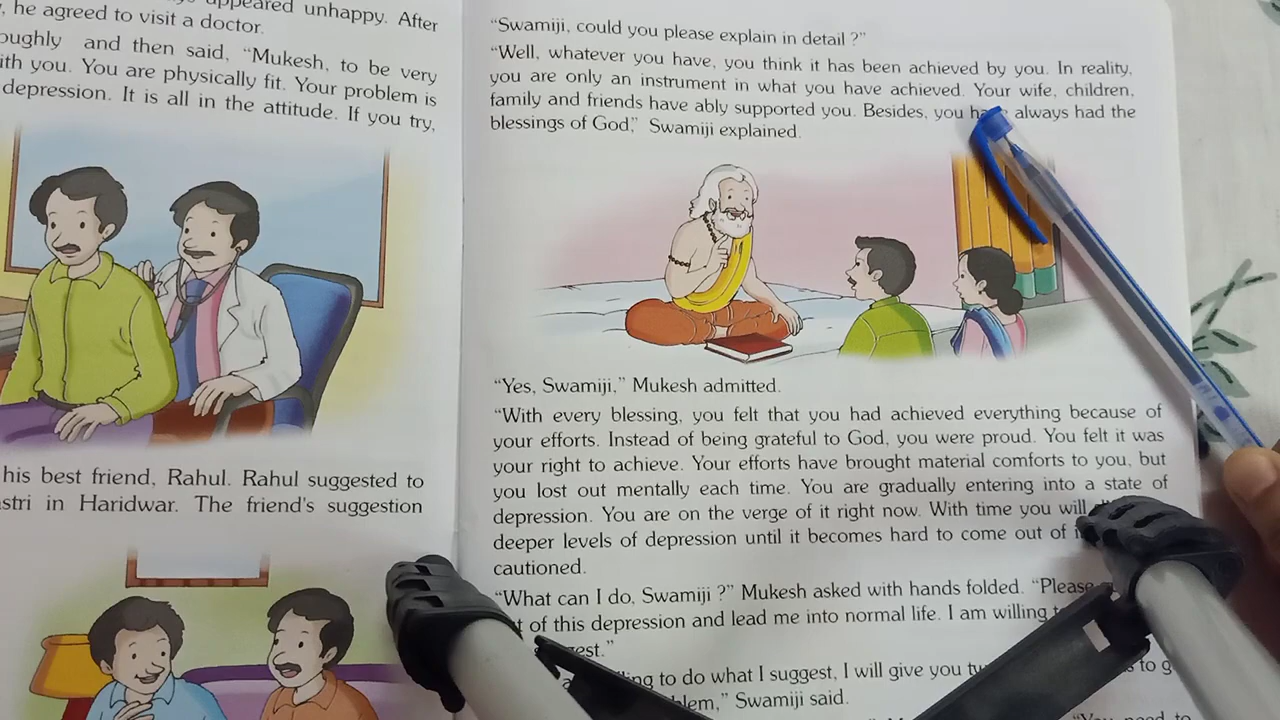 appeared unhappy. After
, he agreed to visit a doctor.
oughly and then said, “Mukesh, to be very
ith you. You are physically fit. Your problem is
depression. It is all in the attitude. If you try,
his best friend, Rahul. Rahul suggested to
stri in Haridwar. The friend's suggestion
“Swamiji, could you please explain in detail ?”
“Well, whatever you have, you think it has been achieved by you. In reality,
you are only an instrument in what you have achieved. Your wife, children,
family and friends have ably supported you. Besides, you always had the
blessings of God,” Swamiji explained.
“Yes, Swamiji,” Mukesh admitted.
“With every blessing, you felt that you had achieved everything because of
your efforts. Instead of being grateful to God, you were proud. You felt it was
your right to achieve. Your efforts have brought material comforts to you, but
you lost out mentally each time. You are gradually entering into a state of
depression. You are on the verge of it right now. With time you will
deeper levels of depression until it becomes hard to come out of
cautioned.
“What can I do, Swamiji ?” Mukesh asked with hands folded. “Please
of this depression and lead me into normal life. I am willing
est.”
ng to do what I suggest, I will give you
blem,” Swamiji said.
“You need to